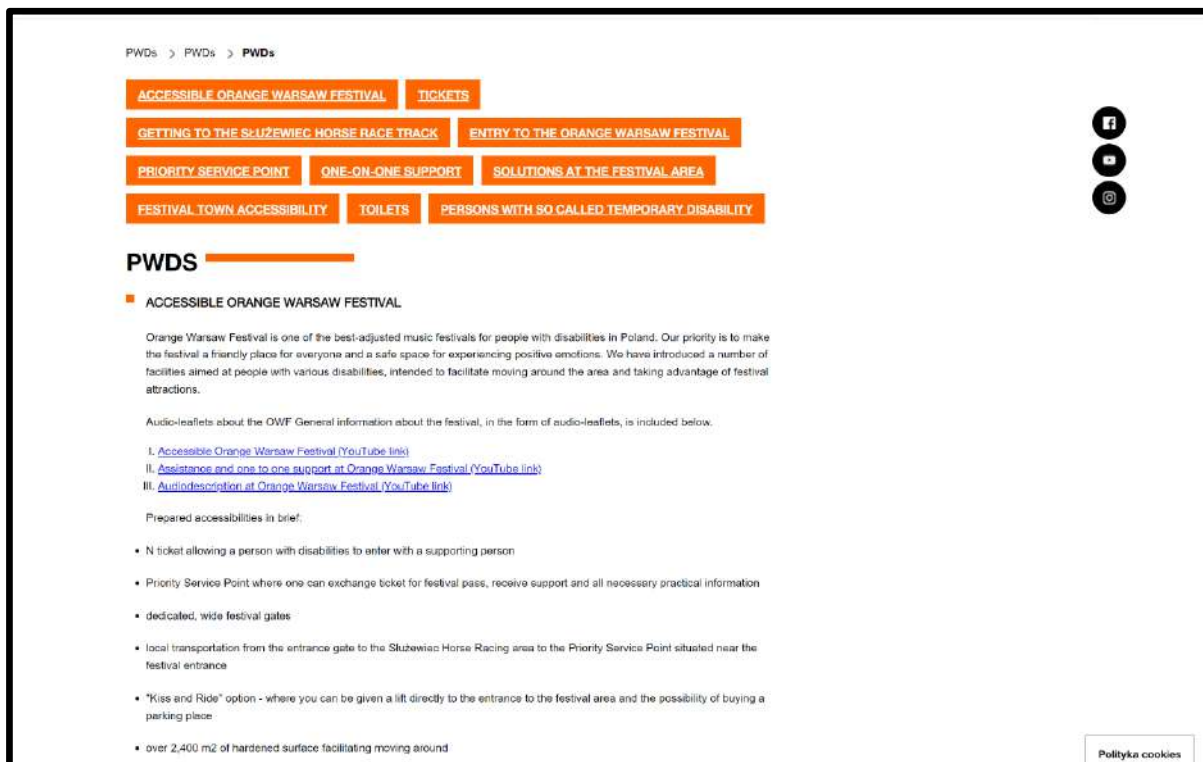 PWDs > PWDs > PWDs
ACCESSIBLE ORANGE WARSAW FESTIVAL TICKETS
GETTING TO THE SŁUŻEWIEC HORSE RACE TRACK ENTRY TO THE ORANGE WARSAW FESTIVAL
PRIORITY SERVICE POINT ONE-ON-ONE SUPPORT SOLUTIONS AT THE FESTIVAL AREA
FESTIVAL TOWN ACCESSIBILITY TOILETS PERSONS WITH SO CALLED TEMPORARY DISABILITY
PWDS
ACCESSIBLE ORANGE WARSAW FESTIVAL
Orange Warsaw Festival is one of the best-adjusted music festivals for people with disabilities in Poland. Our priority is to make
the festival a friendly place for everyone and a safe space for experiencing positive emotions. We have introduced a number of
facilities aimed at people with various disabilities, intended to facilitate moving around the area and taking advantage of festival
attractions.
Audio-leaflets about the OWF General information about the festival, in the form of audio-leaflets, is included below.
I. Accessible Orange Warsaw Festival (YouTube link)
II. Assistance and one to one support at Orange Warsaw Festival (YouTube link)
III. Audiodescription at Orange Warsaw Festival (YouTube link)
Prepared accessibilities in brief:
• N ticket allowing a person with disabilities to enter with a supporting person
• Priority Service Point where one can exchange ticket for festival pass, receive support and all necessary practical information
• dedicated, wide festival gates
• local transportation from the entrance gate to the Służewiec Horse Racing area to the Priority Service Point situated near the
festival entrance
• "Kiss and Ride" option - where you can be given a lift directly to the entrance to the festival area and the possibility of buying a
parking place
• over 2,400 m2 of hardened surface facilitating moving around
Polityka cookies